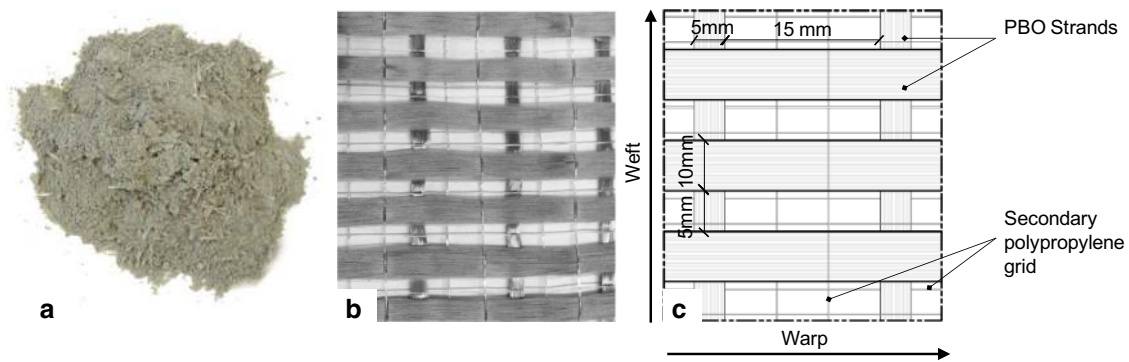 5mm
15 mm
PBO Strands
Weft
10mm
5mm
Secondary
polypropylene
grid
a
b
c
Warp